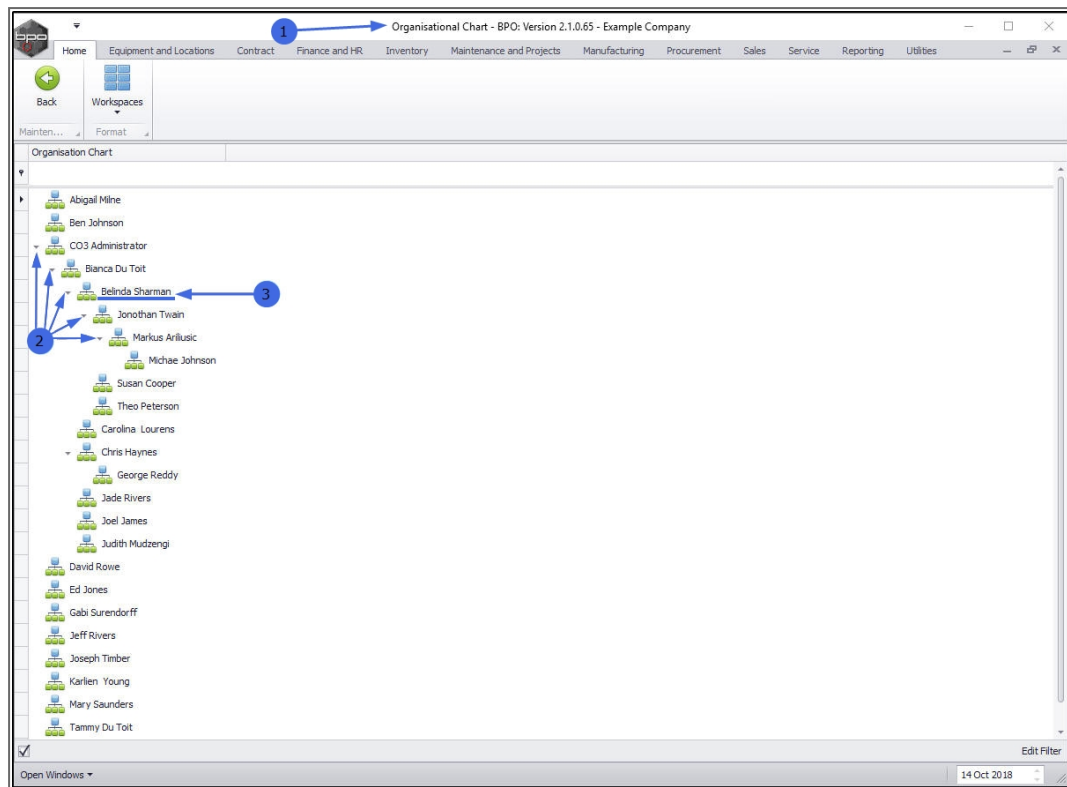 1
Organisational Chart - BPO: Version 2.1.0.65 - Example Company
bpo
Home Equipment and Locations Contract Finance and HR Inventory Maintenance and Projects Manufacturing Procurement Sales Service Reporting Utilities
Back Workspaces
Mainten... Format
Organisation Chart
Abigail Milne
Ben Johnson
CO3 Administrator
Bianca Du Toit
Belinda Sharman 3
Jonothan Twain
2 Markus Arilusic
Michae Johnson
Susan Cooper
Theo Peterson
Carolina Lourens
Chris Haynes
George Reddy
Jade Rivers
Joel James
Judith Mudzengi
David Rowe
Ed Jones
Gabi Surendorff
Jeff Rivers
Joseph Timber
Karlien Young
Mary Saunders
Tammy Du Toit
Edit Filter
Open Windows 14 Oct 2018